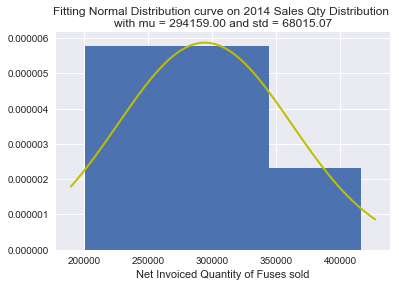 Fitting Normal Distribution curve on 2014 Sales Qty Distribution
with mu = 294159.00 and std = 68015.07
0.000006
0.000005
0.000004
0.000003
0.000002
0.000001
0.000000
200000 250000 300000 350000 400000
Net Invoiced Quantity of Fuses sold